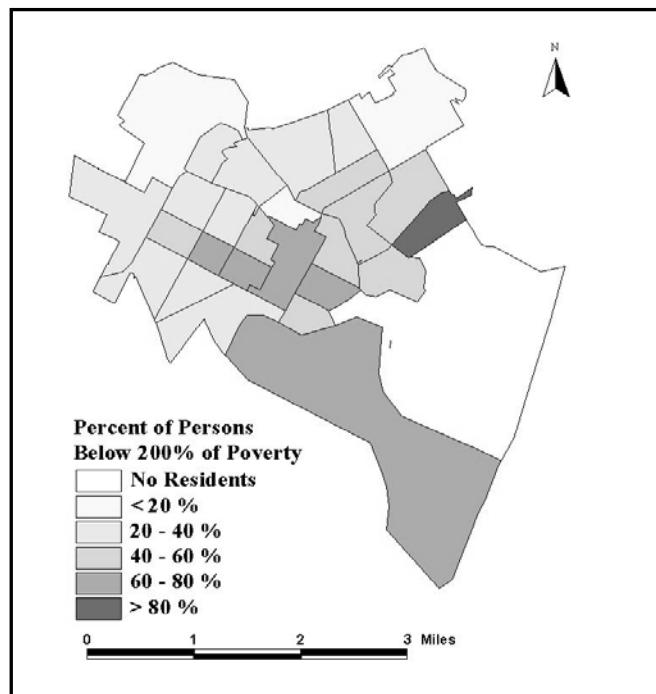 N
Percent of Persons
Below 200% of Poverty
No Residents
<20 %
20 - 40 %
40 - 60 %
60 - 80 %
> 80 %
0 1 2 3 Miles